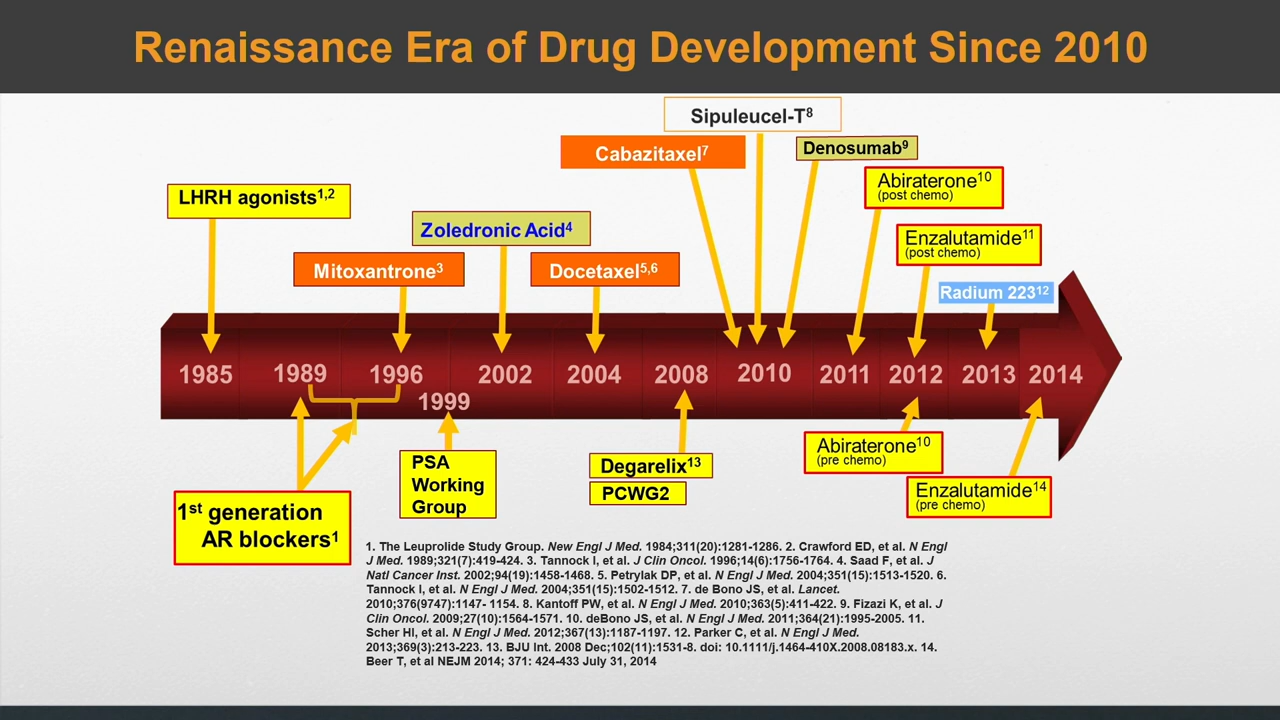 Renaissance Era of Drug Development Since 2010
Sipuleucel-T8
Cabazitaxel7
Denosumab9
Abiraterone10
(post chemo)
LHRH agonists1,2
Zoledronic Acid4
Enzalutamide11
(post chemo)
Mitoxantrone3
Docetaxel5,6
Radium 22312
1985
1989
1996
1999
2002
2004
2008
2010
2011
2012
2013
2014
1st generation
AR blockers1
PSA
Working
Group
Degarelix13
PCWG2
Abiraterone10
(pre chemo)
Enzalutamide14
(pre chemo)
1. The Leuprolide Study Group. New Engl J Med. 1984;311(20):1281-1286. 2. Crawford ED, et al. N Engl
J Med. 1989;321(7):419-424. 3. Tannock I, et al. J Clin Oncol. 1996;14(6):1756-1764. 4. Saad F, et al. J
Natl Cancer Inst. 2002;94(19):1458-1468. 5. Petrylak DP, et al. N Engl J Med. 2004;351(15):1513-1520. 6.
Tannock I, et al. N Engl J Med. 2004;351(15):1502-1512. 7. de Bono JS, et al. Lancet.
2010;376(9747):1147- 1154. 8. Kantoff PW, et al. N Engl J Med. 2010;363(5):411-422. 9. Fizazi K, et al. J
Clin Oncol. 2009;27(10):1564-1571. 10. deBono JS, et al. N Engl J Med. 2011;364(21):1995-2005. 11.
Scher HI, et al. N Engl J Med. 2012;367(13):1187-1197. 12. Parker C, et al. N Engl J Med.
2013;369(3):213-223. 13. BJU Int. 2008 Dec;102(11):1531-8. doi: 10.1111/j.1464-410X.2008.08183.x. 14.
Beer T, et al NEJM 2014; 371: 424-433 July 31, 2014